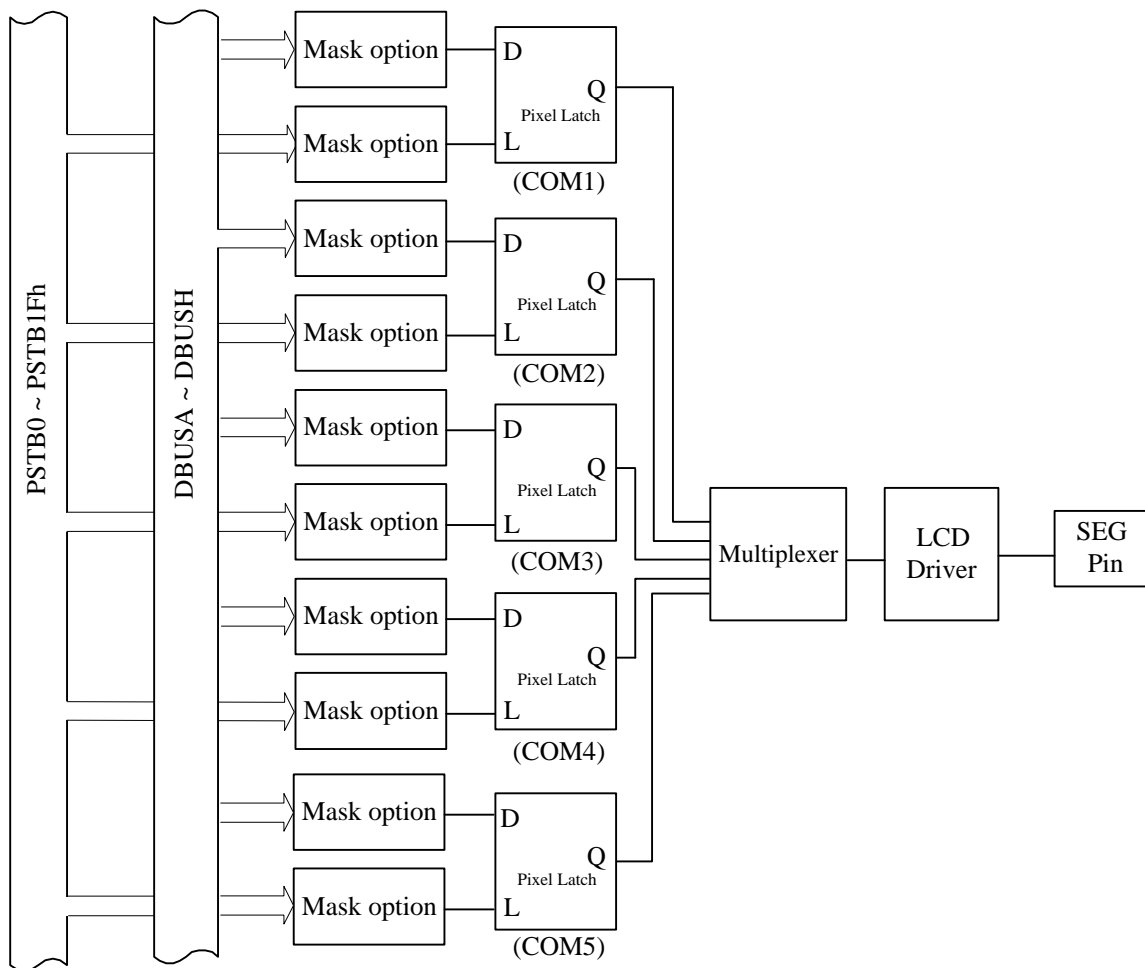 PSTB0 ~ PSTB1Fh
DBUSA ~ DBUSH
Mask option
Mask option
D
Q
Pixel Latch
L
(COM1)
Mask option
Mask option
D
Q
Pixel Latch
L
(COM2)
Mask option
Mask option
D
Q
Pixel Latch
L
(COM3)
Mask option
Mask option
D
Q
Pixel Latch
L
(COM4)
Mask option
Mask option
D
Q
Pixel Latch
L
(COM5)
Multiplexer
LCD
Driver
SEG
Pin